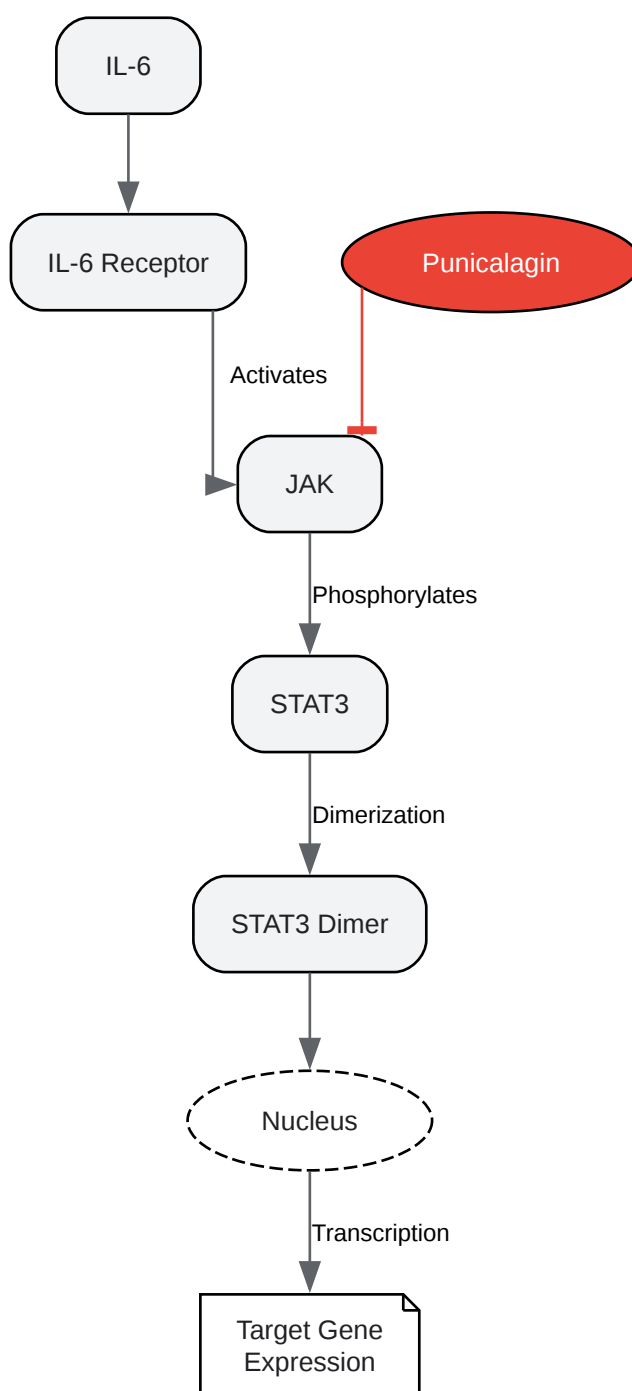 IL-6
IL-6 Receptor
Punicalagin
Activates
JAK
Phosphorylates
STAT3
Dimerization
STAT3 Dimer
Nucleus
Transcription
Target Gene
Expression